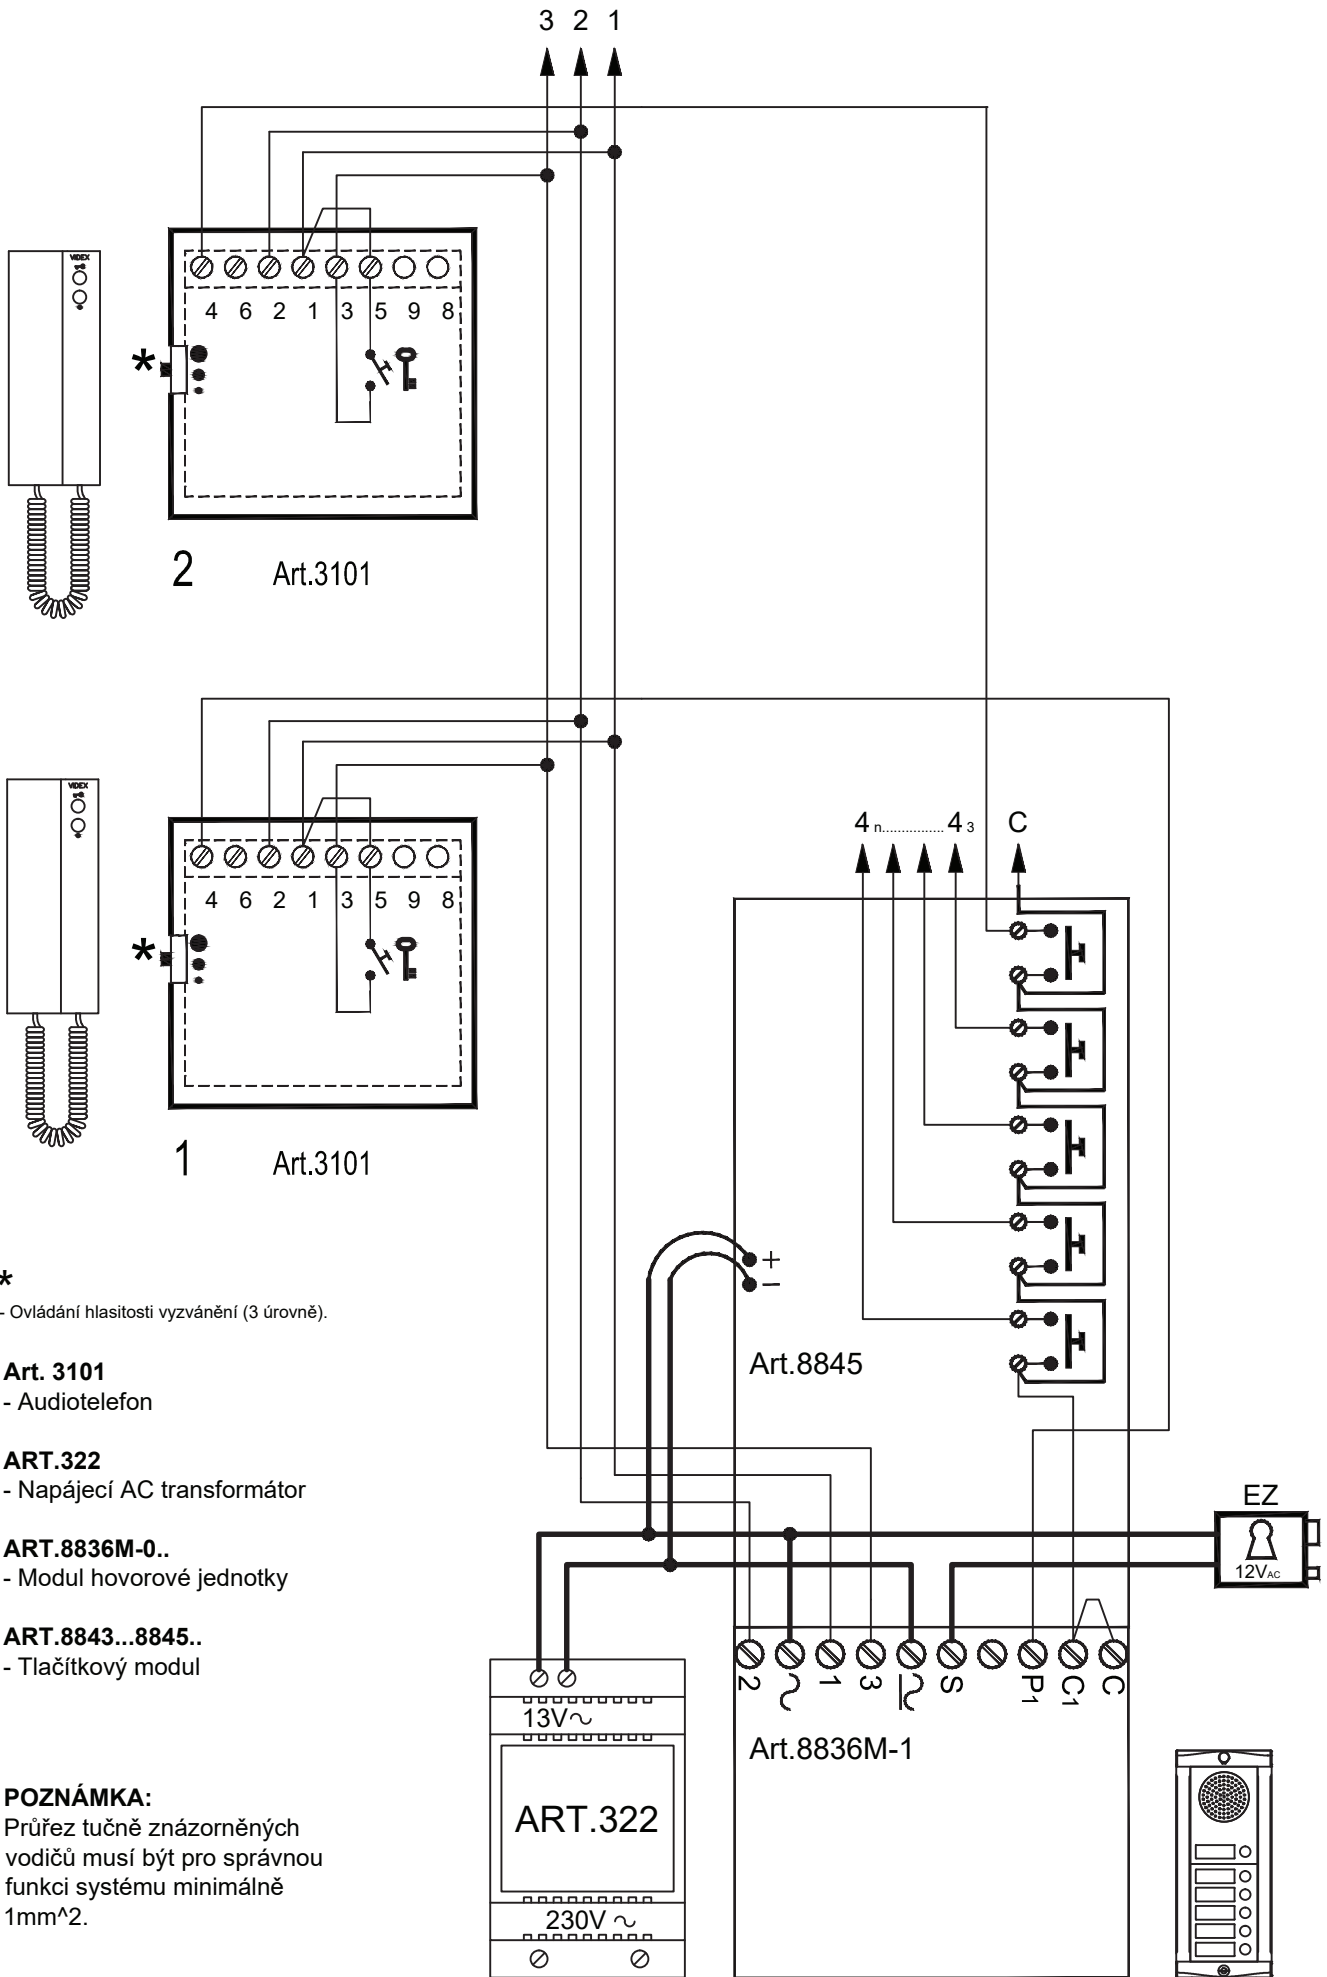 3 2 1
VIDEX
4 6 2 1 3 5 9 8
*
2 Art.3101
VIDEX
4 6 2 1 3 5 9 8
*
1 Art.3101
4 n................ 4 3 C
+
−
Art.8845
*
- Ovládání hlasitosti vyzvánění (3 úrovně).
Art. 3101
- Audiotelefon
ART.322
- Napájecí AC transformátor
ART.8836M-0..
- Modul hovorové jednotky
ART.8843...8845..
- Tlačítkový modul
EZ
12VAC
2 ~ 1 3 ~ S P1 C1 C
Art.8836M-1
13V~
ART.322
230V ~
POZNÁMKA:
Průřez tučně znázorněných
vodičů musí být pro správnou
funkci systému minimálně
1mm^2.